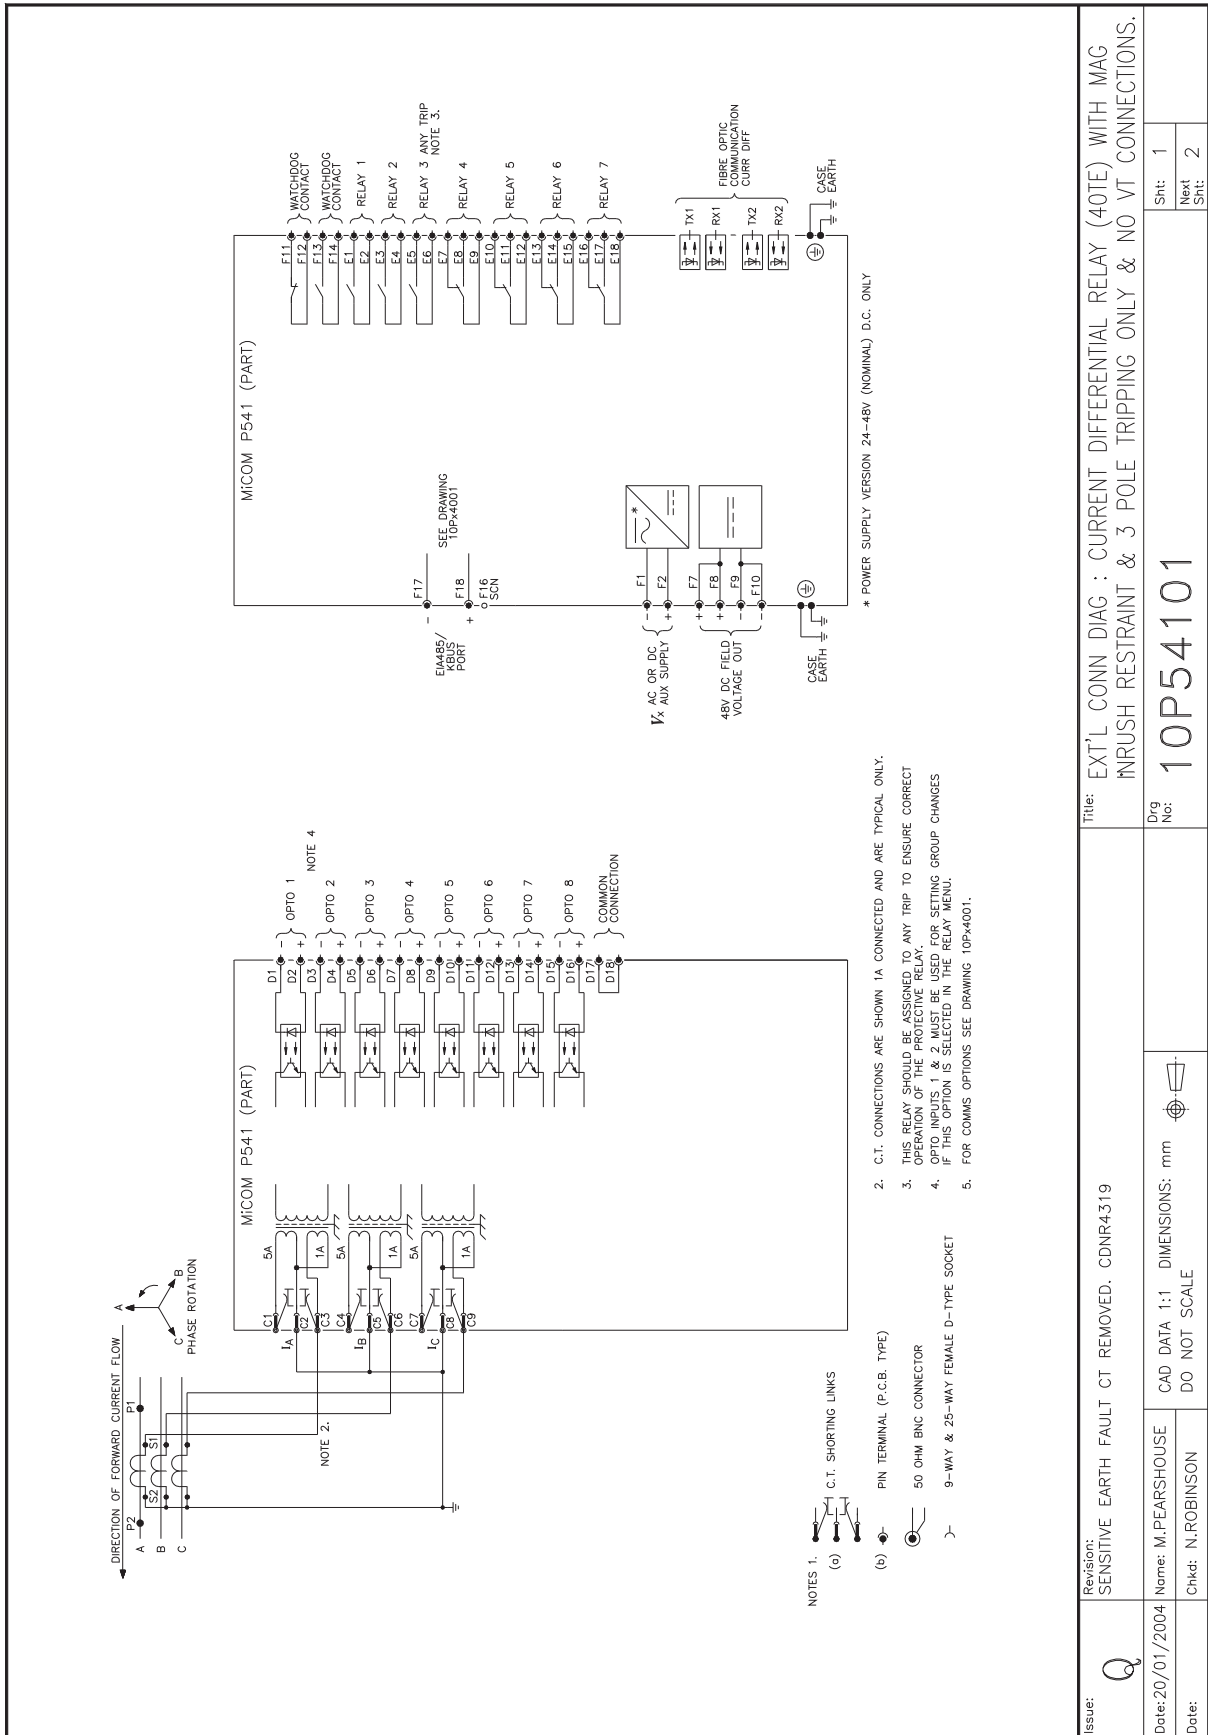 DIRECTION OF FORWARD CURRENT FLOW
P2
P1
A
B
C
S2
S1
A
B
C
PHASE ROTATION
NOTE 2.
MiCOM P541 (PART)
C1
C2
C3
C4
C5
C6
C7
C8
C9
IA
IB
IC
5A
1A
5A
1A
5A
1A
D1
D2
D3
D4
D5
D6
D7
D8
D9
D10
D11
D12
D13
D14
D15
D16
D17
D18
-
+
-
+
-
+
-
+
-
+
-
+
-
+
-
+
OPTO 1
NOTE 4
OPTO 2
OPTO 3
OPTO 4
OPTO 5
OPTO 6
OPTO 7
OPTO 8
COMMON
CONNECTION
MiCOM P541 (PART)
EIA485/
KBUS
PORT
-
+
F17
F18
F16
SCN
SEE DRAWING
10Px4001
Vx AC OR DC
AUX SUPPLY
-
+
F1
F2
*
48V DC FIELD
VOLTAGE OUT
+
+
-
-
F7
F8
F9
F10
CASE
EARTH
F11
F12
F13
F14
E1
E2
E3
E4
E5
E6
E7
E8
E9
E10
E11
E12
E13
E14
E15
E16
E17
E18
WATCHDOG
CONTACT
WATCHDOG
CONTACT
RELAY 1
RELAY 2
RELAY 3 ANY TRIP
NOTE 3.
RELAY 4
RELAY 5
RELAY 6
RELAY 7
TX1
RX1
TX2
RX2
FIBRE OPTIC
COMMUNICATION
CURR DIFF
CASE
EARTH
* POWER SUPPLY VERSION 24-48V (NOMINAL) D.C. ONLY
NOTES 1.
(a)
C.T. SHORTING LINKS
(b)
PIN TERMINAL (P.C.B. TYPE)
50 OHM BNC CONNECTOR
9-WAY & 25-WAY FEMALE D-TYPE SOCKET
2. C.T. CONNECTIONS ARE SHOWN 1A CONNECTED AND ARE TYPICAL ONLY.
3. THIS RELAY SHOULD BE ASSIGNED TO ANY TRIP TO ENSURE CORRECT
OPERATION OF THE PROTECTIVE RELAY.
4. OPTO INPUTS 1 & 2 MUST BE USED FOR SETTING GROUP CHANGES
IF THIS OPTION IS SELECTED IN THE RELAY MENU.
5. FOR COMMS OPTIONS SEE DRAWING 10Px4001.
Issue:
Q
Revision:
SENSITIVE EARTH FAULT CT REMOVED. CDNR4319
Title:
EXT'L CONN DIAG : CURRENT DIFFERENTIAL RELAY (40TE) WITH MAG
INRUSH RESTRAINT & 3 POLE TRIPPING ONLY & NO VT CONNECTIONS.
Date: 20/01/2004
Name: M.PEARSHOUSE
Date:
Chkd: N.ROBINSON
CAD DATA 1:1 DIMENSIONS: mm
DO NOT SCALE
Drg
No:
10P54101
Sht: 1
Next
Sht: 2